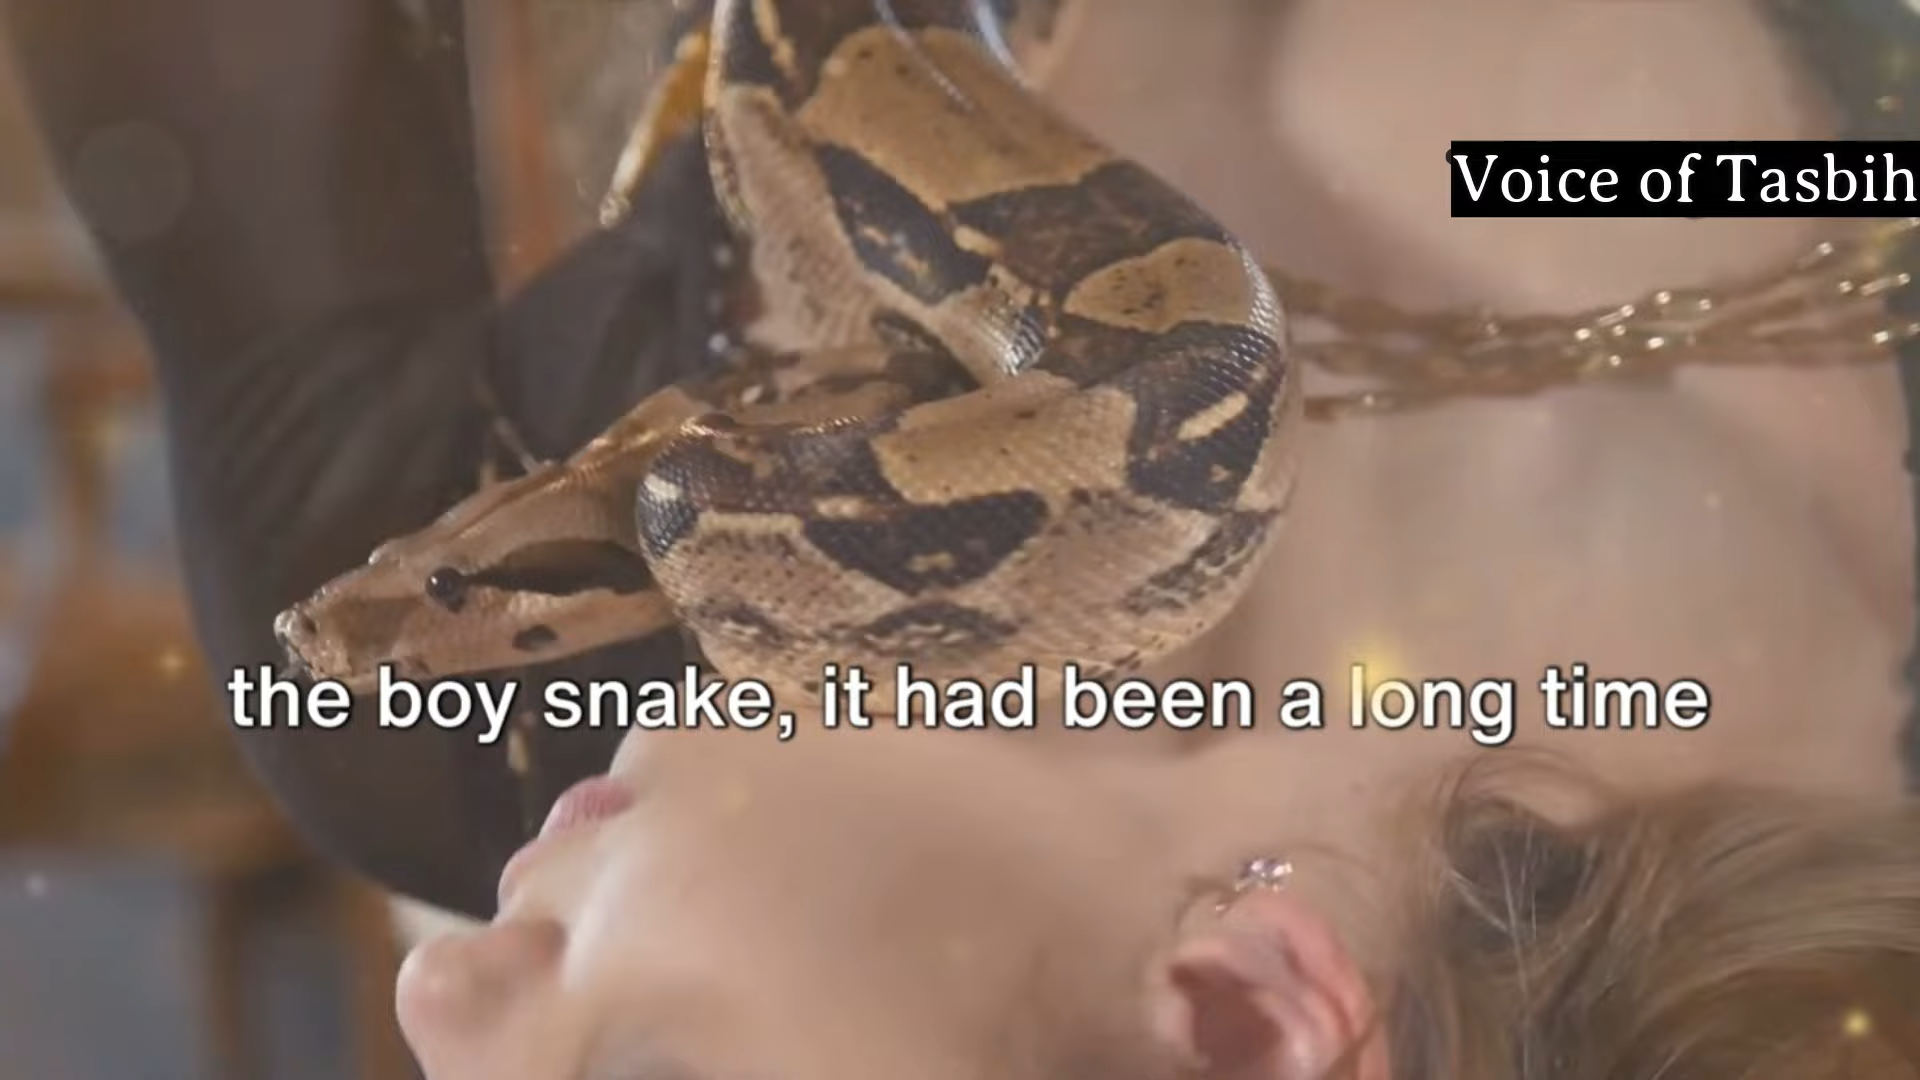 Voice of Tasbih
the boy snake, it had been a long time